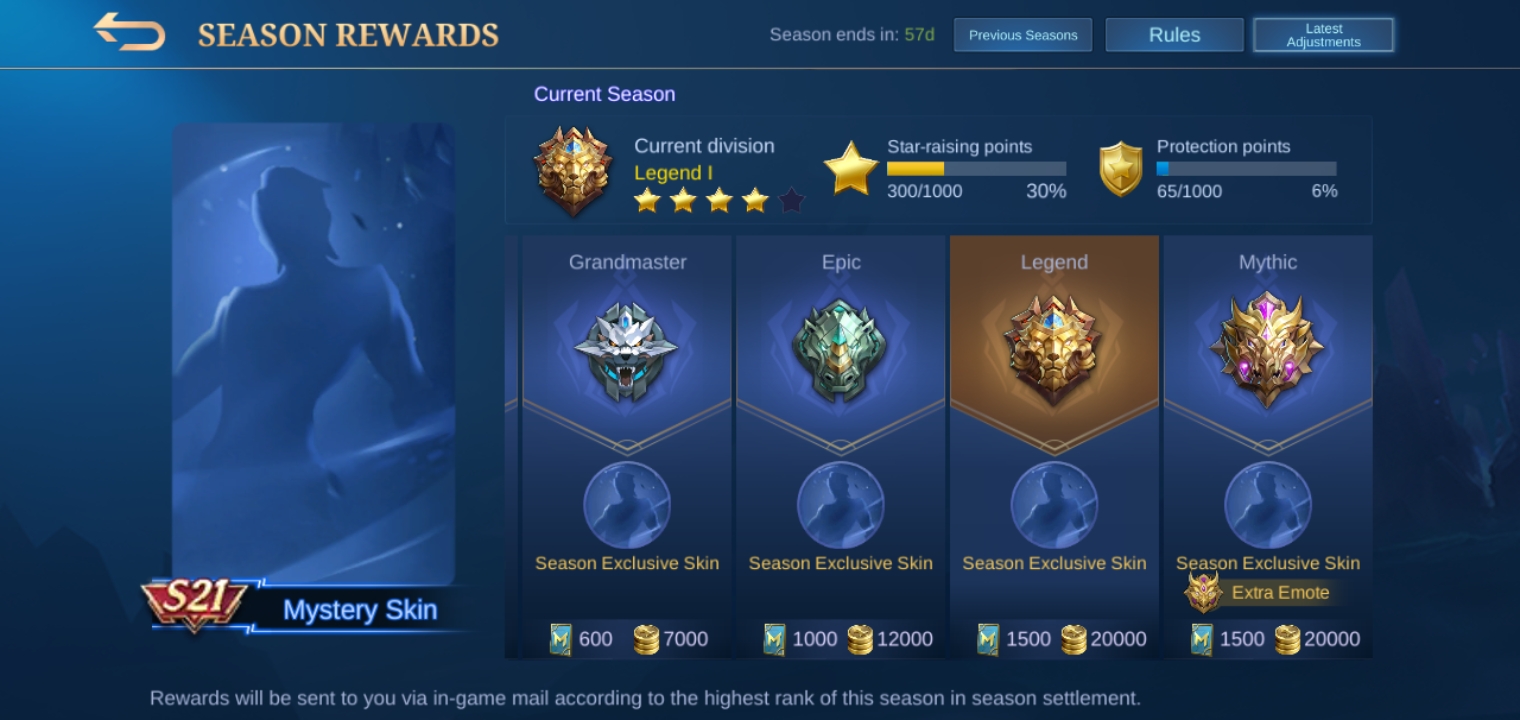 SEASON REWARDS
Season ends in: 57d
Previous Seasons
Rules
Latest
Adjustments
Current Season
Current division
Legend I
Star-raising points
300/1000 30%
Protection points
65/1000 6%
Grandmaster
Epic
Legend
Mythic
Season Exclusive Skin
Season Exclusive Skin
Season Exclusive Skin
Season Exclusive Skin
Extra Emote
S21
Mystery Skin
M 600 7000
M 1000 12000
M 1500 20000
M 1500 20000
Rewards will be sent to you via in-game mail according to the highest rank of this season in season settlement.